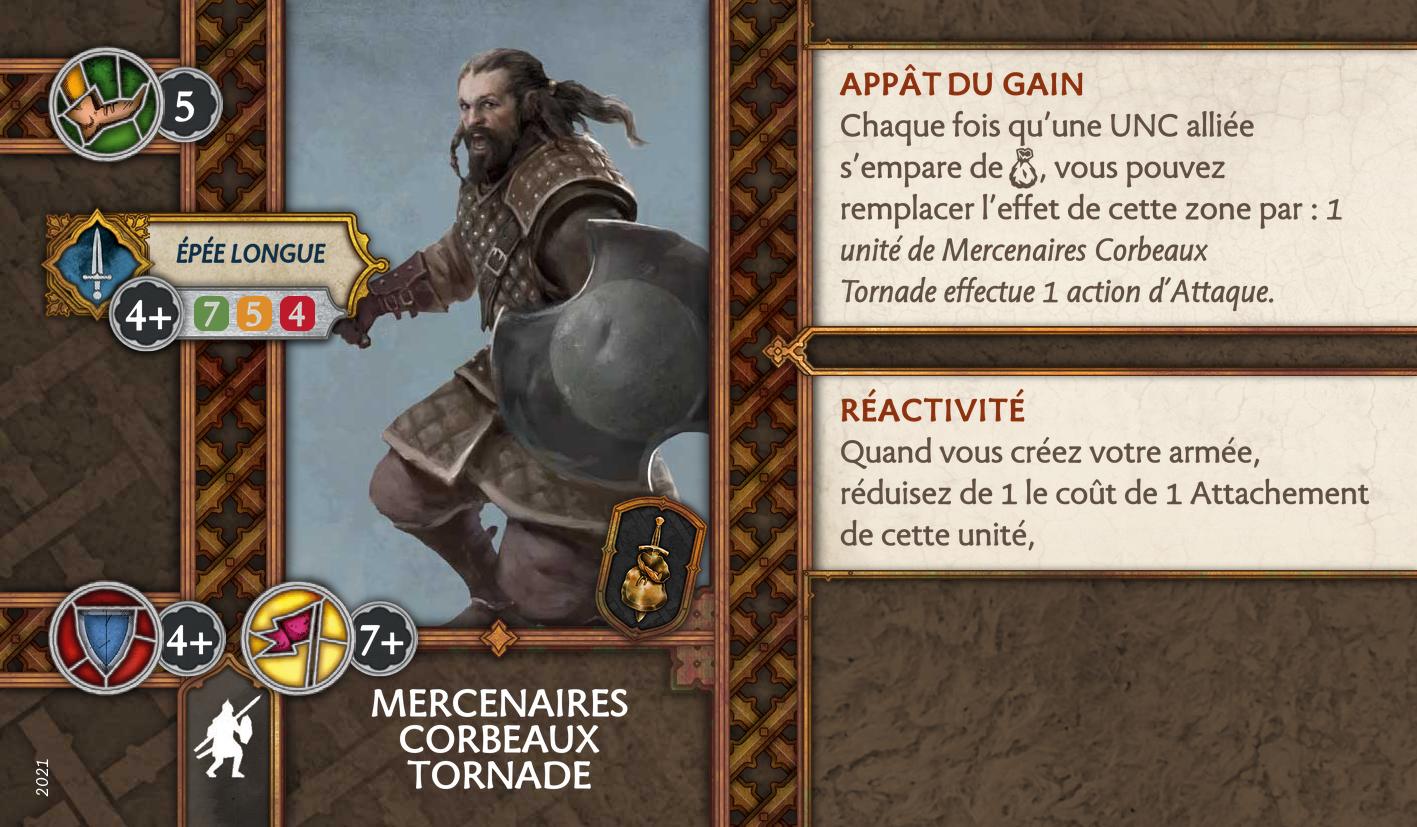 5
ÉPÉE LONGUE
4+ 7 5 4
4+ 7+
MERCENAIRES
CORBEAUX
TORNADE
2021
APPÂT DU GAIN
Chaque fois qu’une UNC alliée
s’empare de , vous pouvez
remplacer l’effet de cette zone par : 1
unité de Mercenaires Corbeaux
Tornade effectue 1 action d’Attaque.
RÉACTIVITÉ
Quand vous créez votre armée,
réduisez de 1 le coût de 1 Attachement
de cette unité,